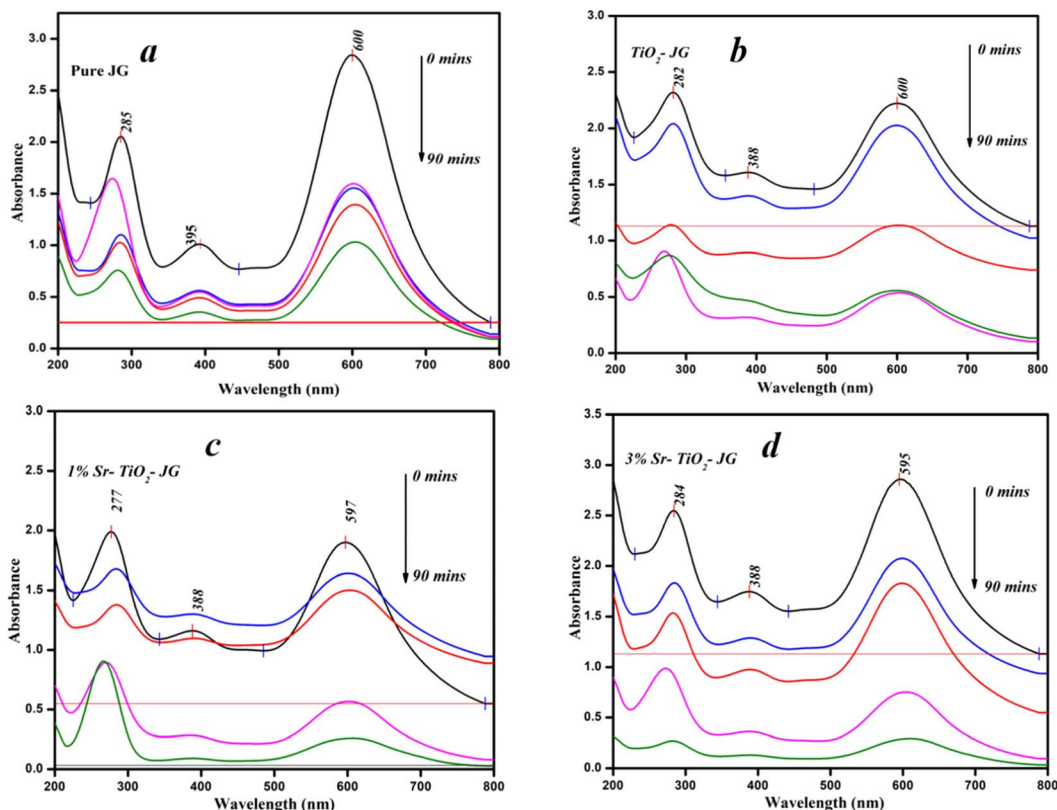 a
Pure JG
600
0 mins
285
90 mins
395
Absorbance
3.0
2.5
2.0
1.5
1.0
0.5
0.0
200 300 400 500 600 700 800
Wavelength (nm)
b
TiO2- JG
282
600
0 mins
388
90 mins
Absorbance
3.0
2.5
2.0
1.5
1.0
0.5
0.0
200 300 400 500 600 700 800
Wavelength (nm)
c
1% Sr- TiO2- JG
277
597
0 mins
388
90 mins
Absorbance
3.0
2.5
2.0
1.5
1.0
0.5
0.0
200 300 400 500 600 700 800
Wavelength (nm)
d
3% Sr- TiO2- JG
595
284
0 mins
388
90 mins
Absorbance
3.5
3.0
2.5
2.0
1.5
1.0
0.5
0.0
200 300 400 500 600 700 800
Wavelength (nm)